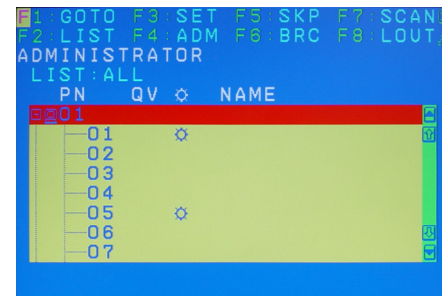 F1:GOTO F3:SET F5:SKP F7:SCAN
F2:LIST F4:ADM F6:BRC F8:LOUT
ADMINISTRATOR
LIST:ALL
PN QV ☼ NAME
01
01 ☼
02
03
04
05 ☼
06
07